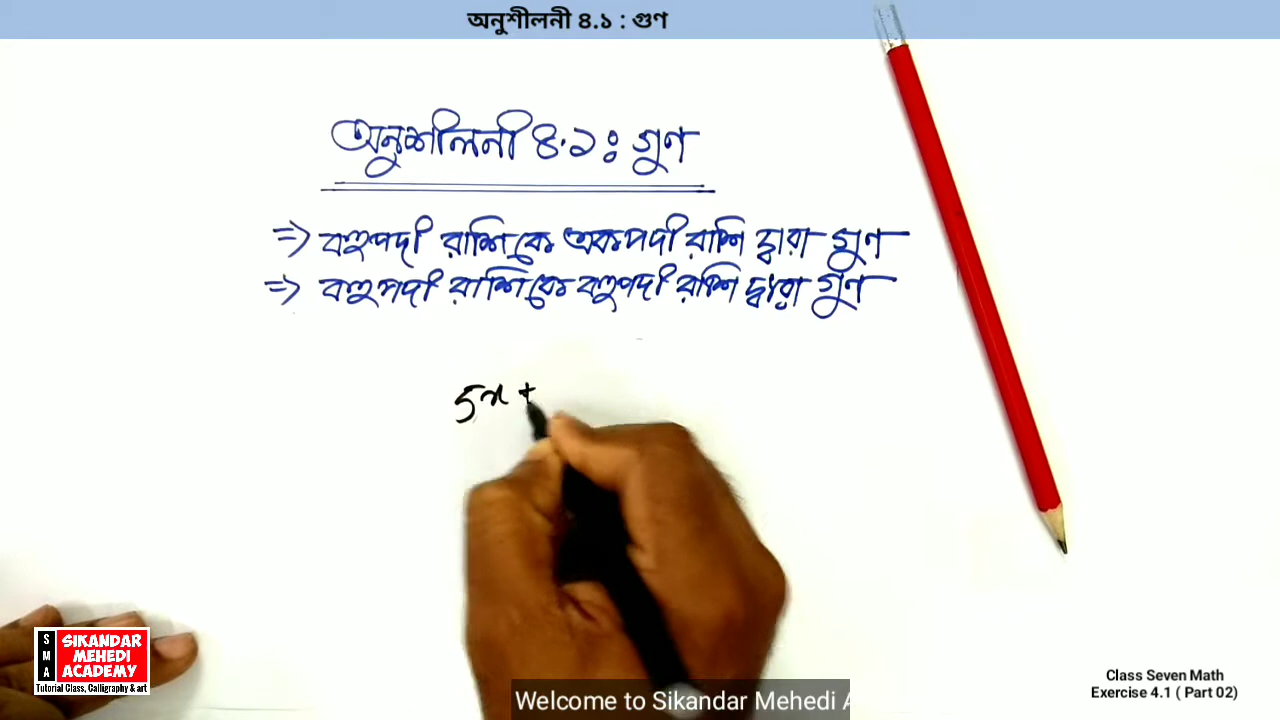 অনুশীলনী ৪.১ : গুণ
অনুশীলনী ৪.১ : গুণ
=> বহুপদী রাশিকে একপদী রাশি দ্বারা গুণ
=> বহুপদী রাশিকে বহুপদী রাশি দ্বারা গুণ
5x +
SMA
SIKANDAR
MEHEDI
ACADEMY
Tutorial Class, Calligraphy & art
Welcome to Sikandar Mehedi A
Class Seven Math
Exercise 4.1 ( Part 02)